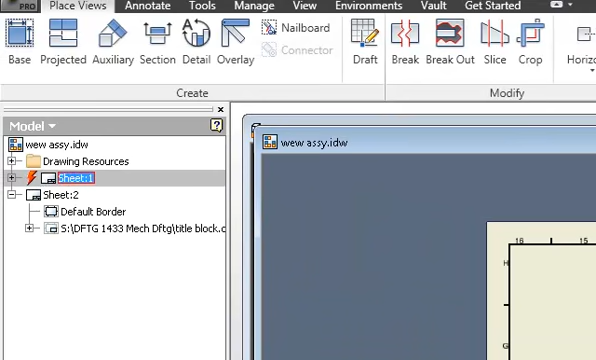 PRO Place Views Annotate Tools Manage View Environments Vault Get Started
Base Projected Auxiliary Section Detail Overlay Nailboard Connector Draft Break Break Out Slice Crop Horizo
Create Modify
Model
wew assy.idw
Drawing Resources
Sheet:1
Sheet:2
Default Border
S:\DFTG 1433 Mech Dftg\title block.c
wew assy.idw
16 15
H
G